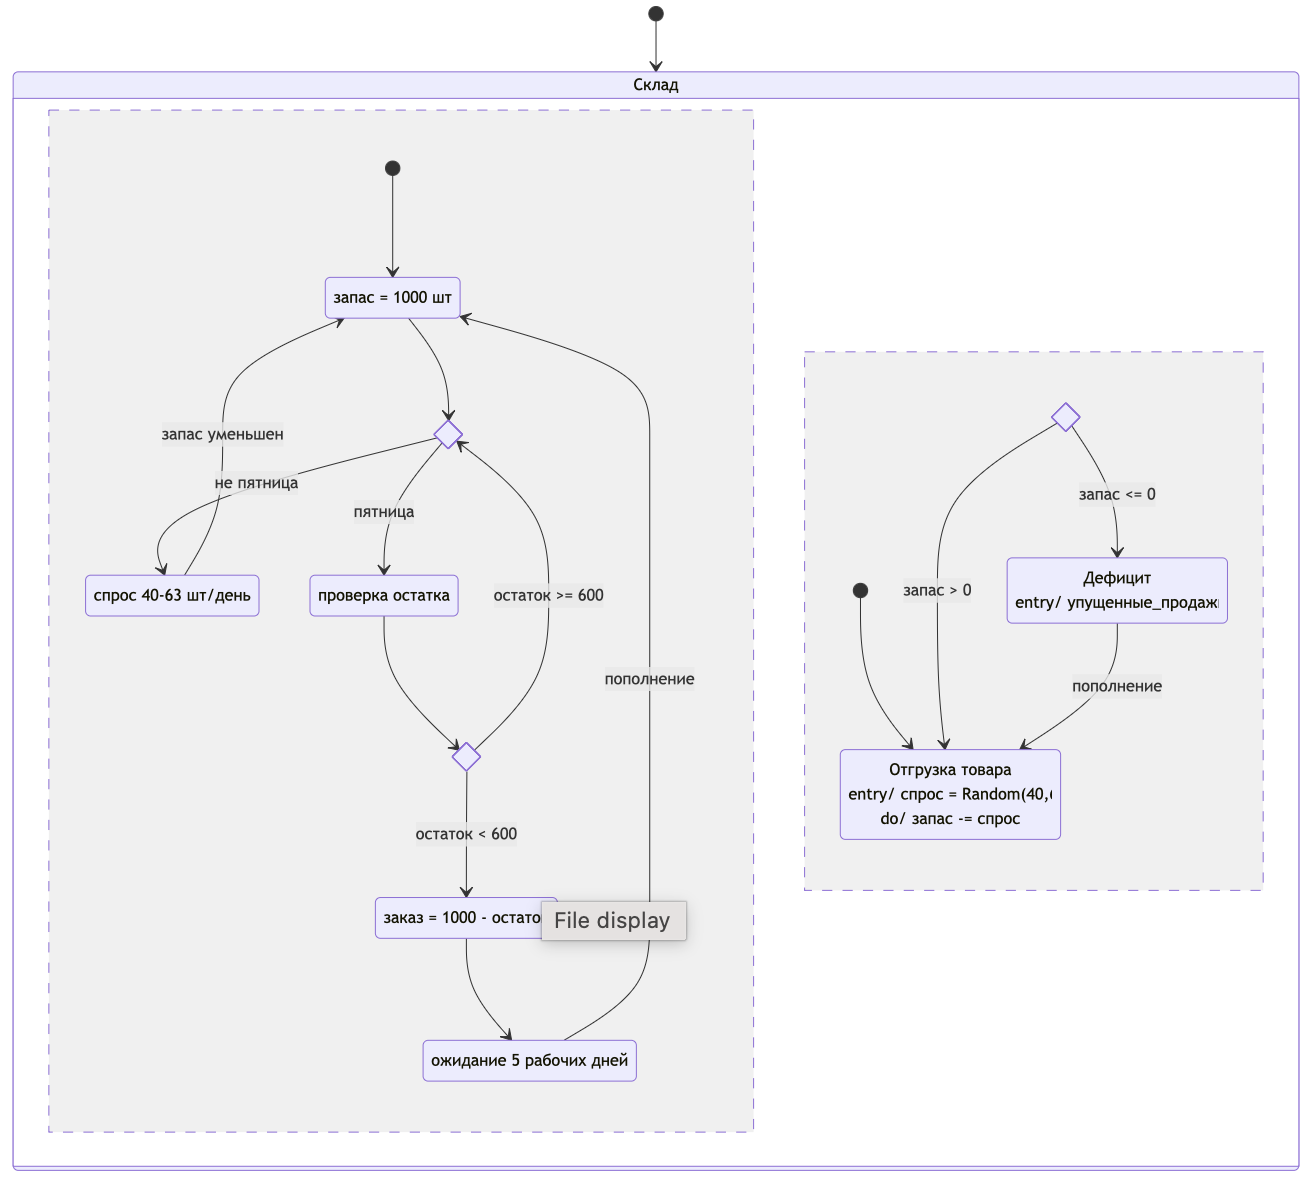 Склад
запас = 1000 шт
запас уменьшен
не пятница
пятница
спрос 40-63 шт/день
проверка остатка
остаток >= 600
пополнение
остаток < 600
заказ = 1000 -
File display
ожидание 5 рабочих дней
запас <= 0
запас > 0
Дефицит
entry/ упущенные_продаж
пополнение
Отгрузка товара
entry/ спрос = Random(40,
do/ запас -= спрос